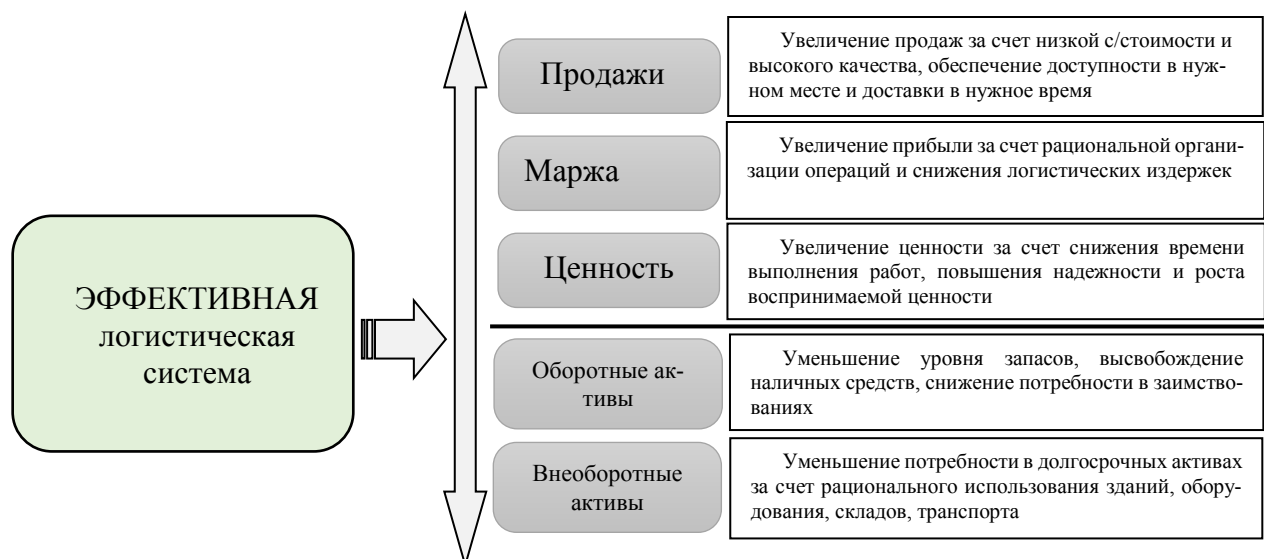 ЭФФЕКТИВНАЯ
логистическая
система
Продажи
Увеличение продаж за счет низкой с/стоимости и
высокого качества, обеспечение доступности в нуж-
ном месте и доставки в нужное время
Маржа
Увеличение прибыли за счет рациональной органи-
зации операций и снижения логистических издержек
Ценность
Увеличение ценности за счет снижения времени
выполнения работ, повышения надежности и роста
воспринимаемой ценности
Оборотные ак-
тивы
Уменьшение уровня запасов, высвобождение
наличных средств, снижение потребности в заимство-
ваниях
Внеоборотные
активы
Уменьшение потребности в долгосрочных активах
за счет рационального использования зданий, обору-
дования, складов, транспорта